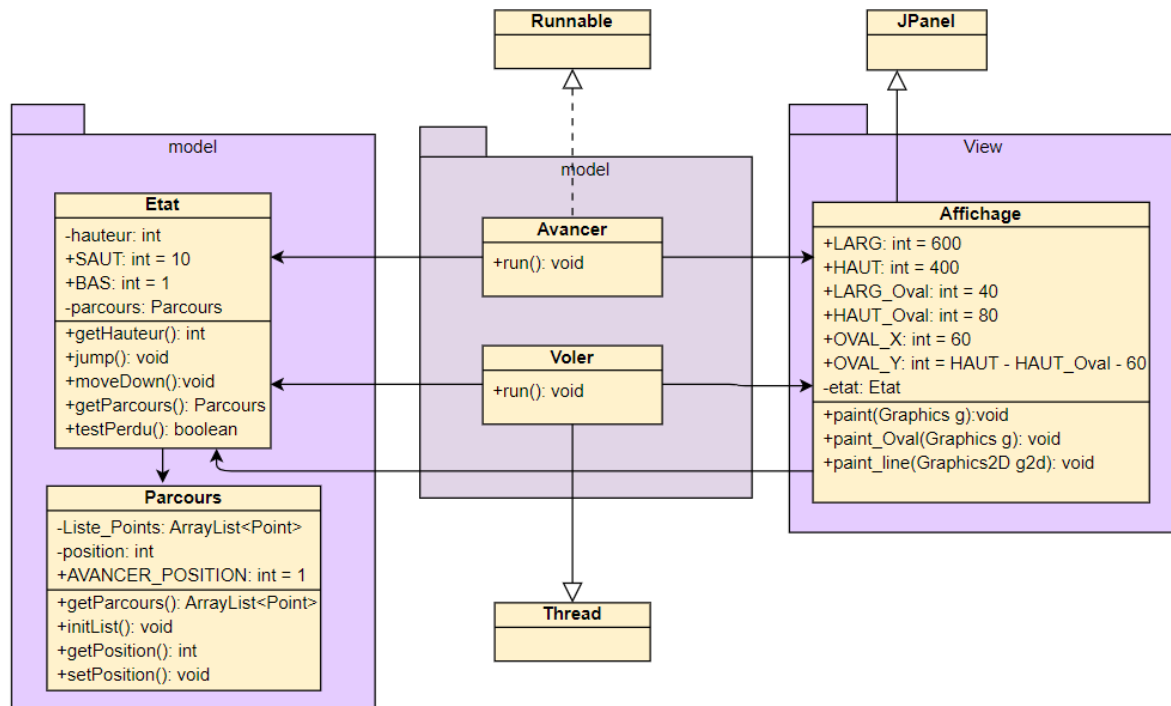 Runnable
JPanel
model
Etat
-hauteur: int
+SAUT: int = 10
+BAS: int = 1
-parcours: Parcours
+getHauteur(): int
+jump(): void
+moveDown():void
+getParcours(): Parcours
+testPerdu(): boolean
Parcours
-Liste_Points: ArrayList<Point>
-position: int
+AVANCER_POSITION: int = 1
+getParcours(): ArrayList<Point>
+initList(): void
+getPosition(): int
+setPosition(): void
model
Avancer
+run(): void
Voler
+run(): void
Thread
View
Affichage
+LARG: int = 600
+HAUT: int = 400
+LARG_Oval: int = 40
+HAUT_Oval: int = 80
+OVAL_X: int = 60
+OVAL_Y: int = HAUT - HAUT_Oval - 60
-etat: Etat
+paint(Graphics g):void
+paint_Oval(Graphics g): void
+paint_line(Graphics2D g2d): void